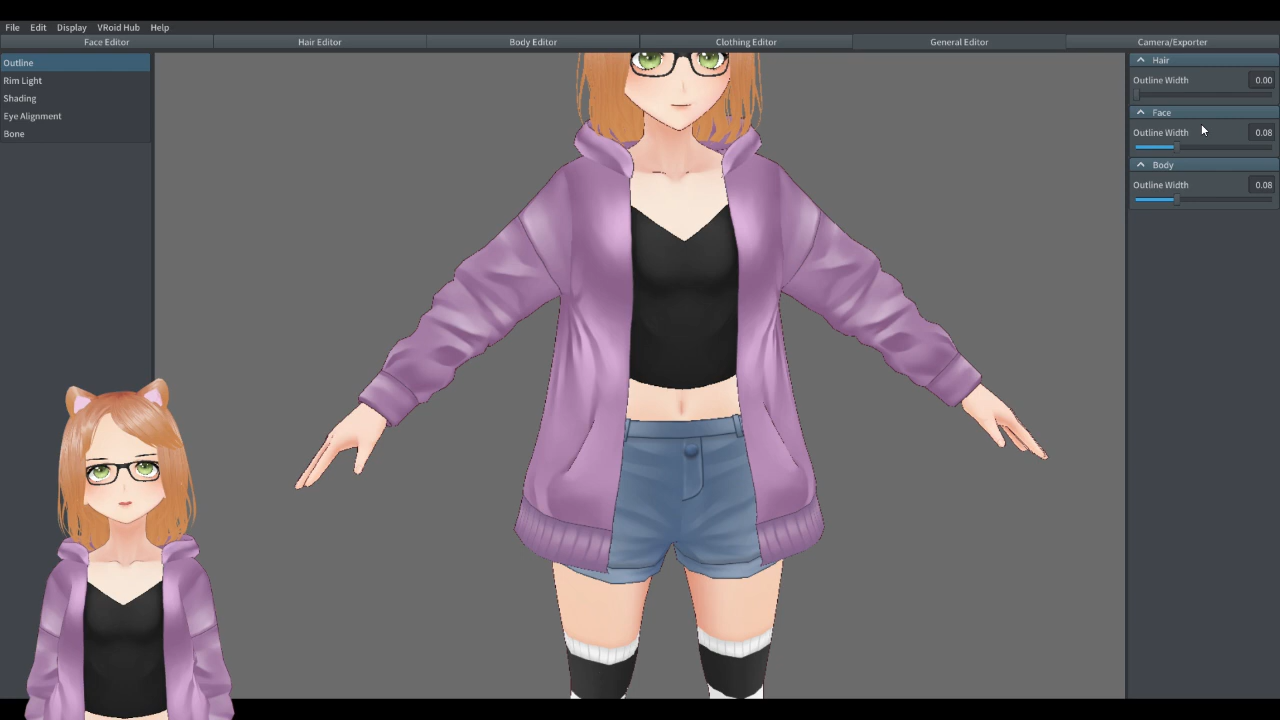 File Edit Display VRoid Hub Help
Face Editor Hair Editor Body Editor Clothing Editor General Editor Camera/Exporter
Outline
Rim Light
Shading
Eye Alignment
Bone
Hair
Outline Width 0.00
Face
Outline Width 0.08
Body
Outline Width 0.08